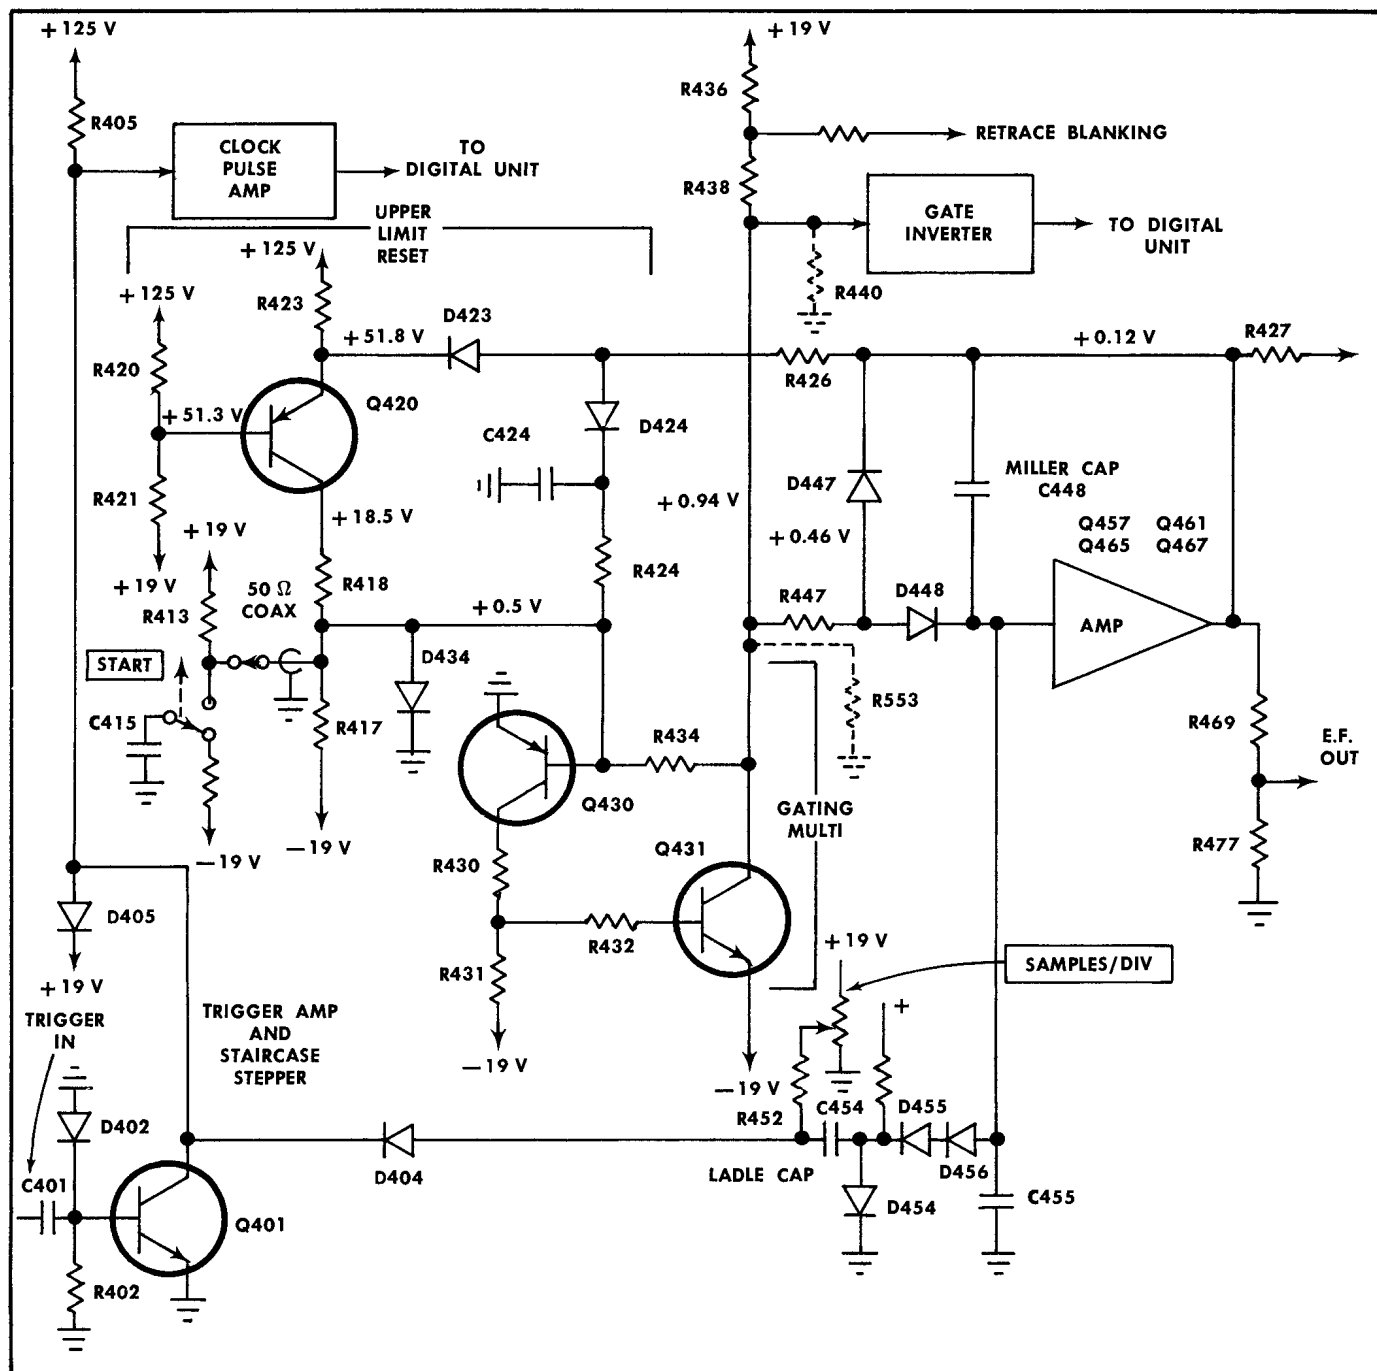 +125 V
+19 V
R436
R405
CLOCK
PULSE
AMP
TO
DIGITAL UNIT
RETRACE BLANKING
R438
UPPER
LIMIT
RESET
GATE
INVERTER
TO DIGITAL
UNIT
+125 V
R423
R440
+125 V
D423
+51.8 V
+0.12 V
R427
R420
R426
+51.3 V
Q420
D424
C424
MILLER CAP
C448
D447
R421
+18.5 V
+0.94 V
+0.46 V
Q457 Q461
Q465 Q467
+19 V
+19 V
R418
R424
50 Ω
COAX
R413
+0.5 V
R447
D448
AMP
START
D434
R553
C415
R417
R434
R469
E.F.
OUT
Q430
GATING
MULTI
−19 V
−19 V
R430
Q431
R477
D405
R432
R431
+19 V
SAMPLES/DIV
+19 V
TRIGGER
IN
TRIGGER AMP
AND
STAIRCASE
STEPPER
+
−19 V
−19 V
R452
C454
D455
D402
D456
D404
LADLE CAP
C401
D454
C455
Q401
R402